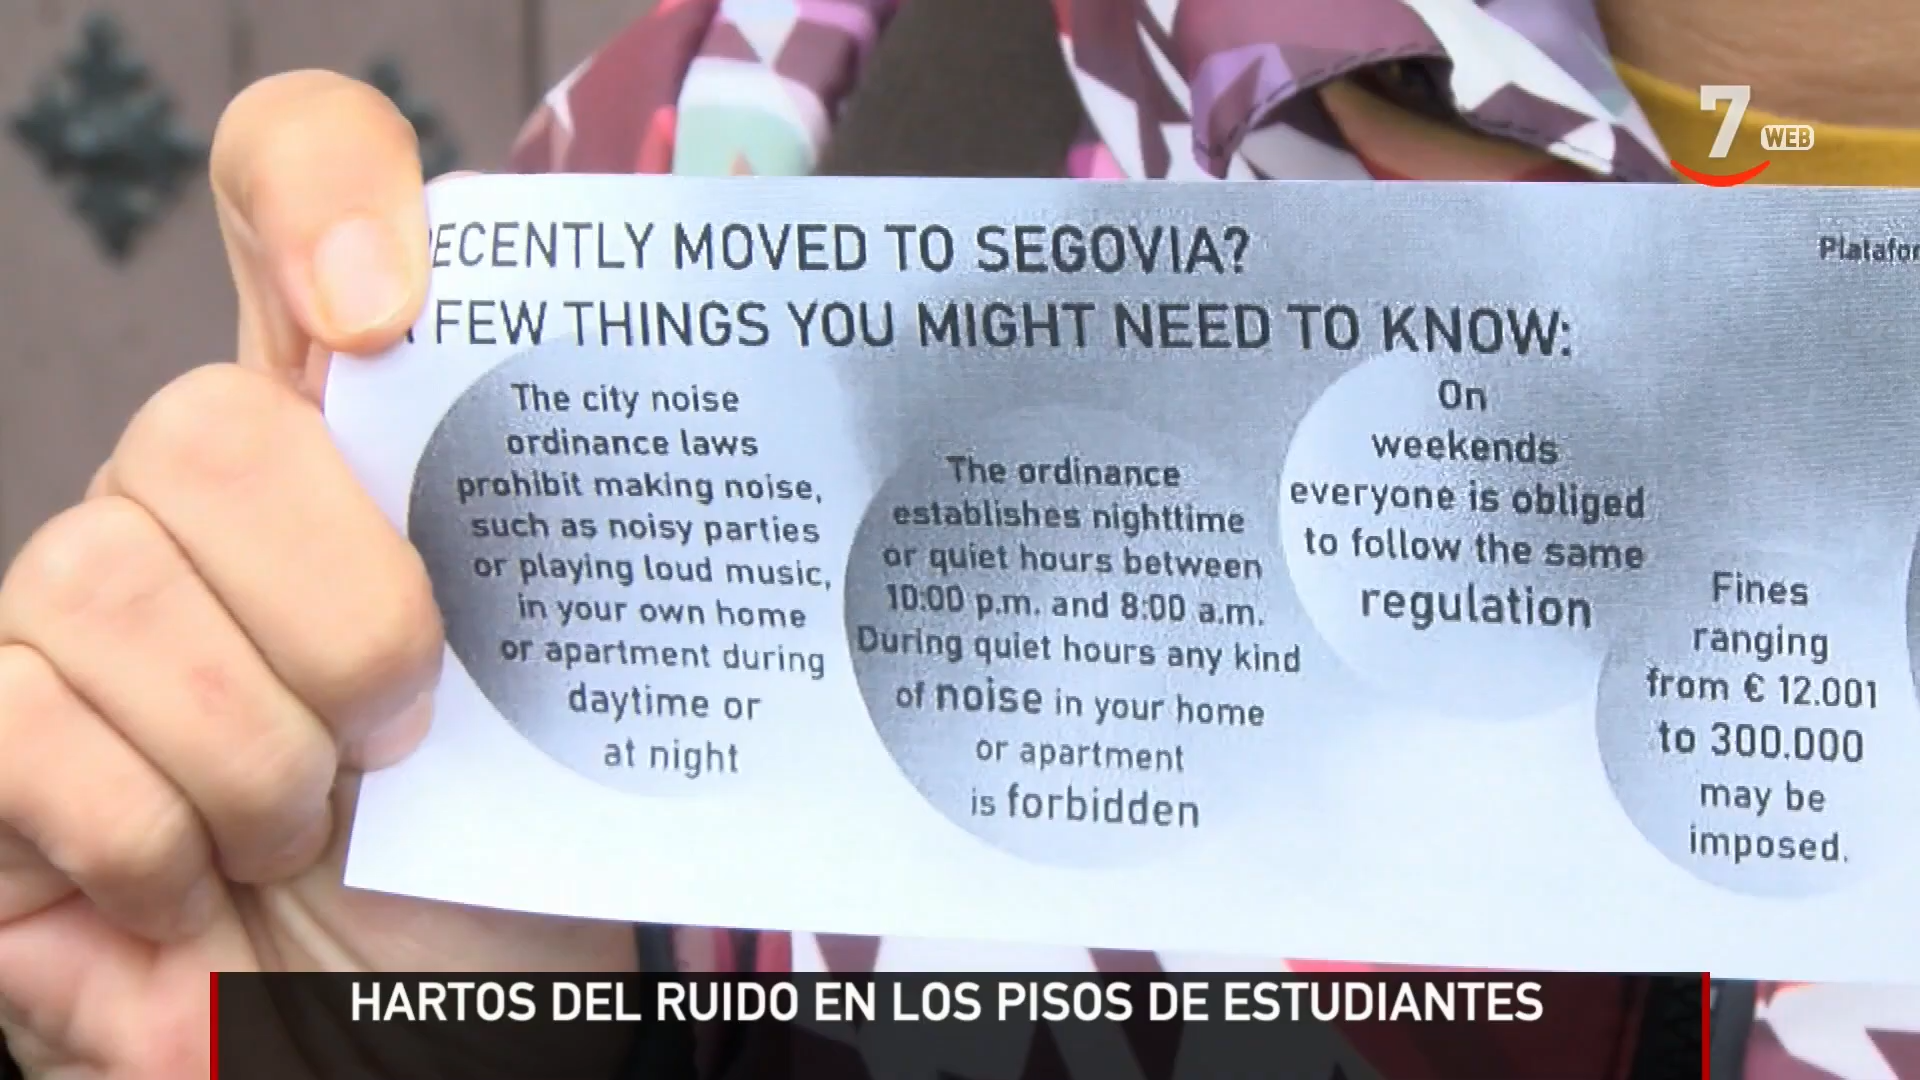 7 WEB
ECENTLY MOVED TO SEGOVIA?
FEW THINGS YOU MIGHT NEED TO KNOW:
Platafor
The city noise
ordinance laws
prohibit making noise,
such as noisy parties
or playing loud music,
in your own home
or apartment during
daytime or
at night
The ordinance
establishes nighttime
or quiet hours between
10:00 p.m. and 8:00 a.m.
During quiet hours any kind
of noise in your home
or apartment
is forbidden
On
weekends
everyone is obliged
to follow the same
regulation
Fines
ranging
from € 12.001
to 300.000
may be
imposed.
HARTOS DEL RUIDO EN LOS PISOS DE ESTUDIANTES